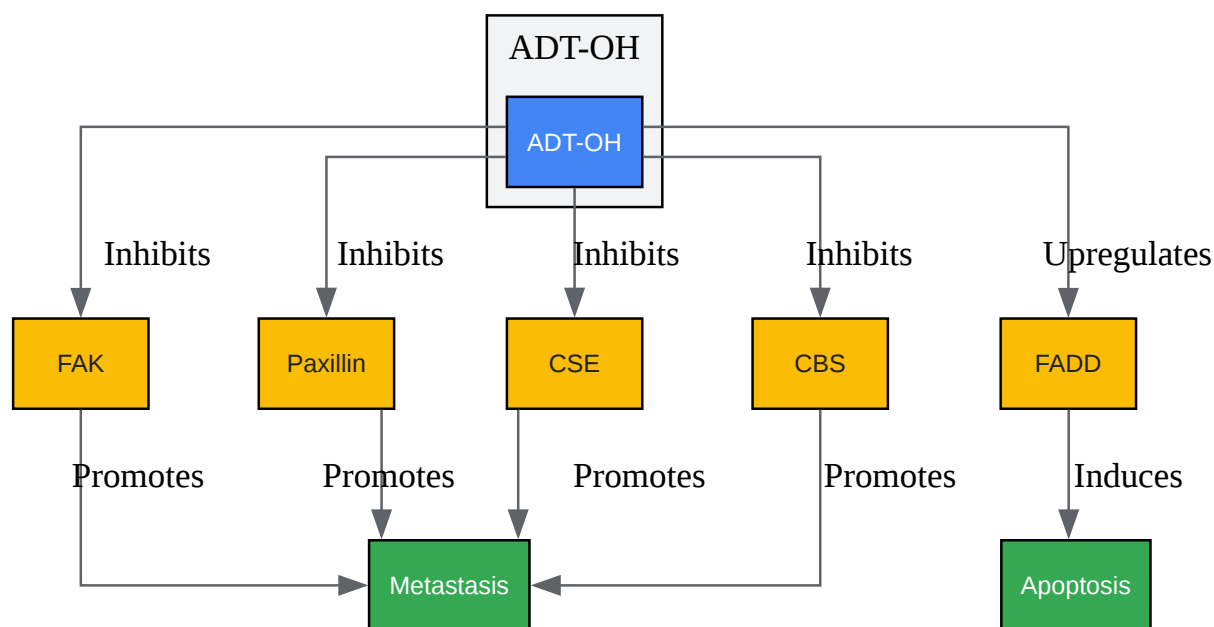 ADT-OH
ADT-OH
Inhibits Inhibits Inhibits Inhibits Upregulates
FAK Paxillin CSE CBS FADD
Promotes Promotes Promotes Promotes Induces
Metastasis Apoptosis